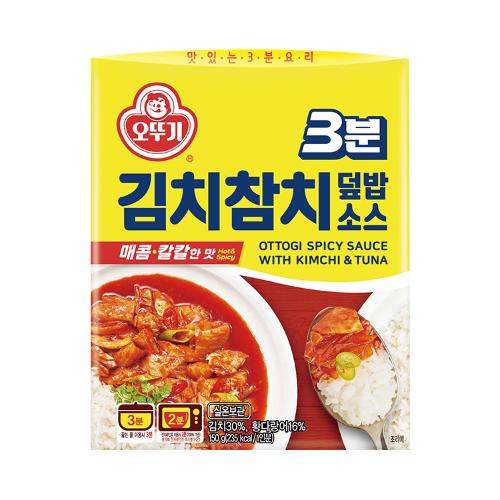 맛·있·는·3·분·요·리
오뚜기
®
3분
김치참치 덮밥소스
매콤·칼칼한 맛 Hot& Spicy
OTTOGI SPICY SAUCE
WITH KIMCHI & TUNA
3분
2분
실온보관
김치30%, 황다랑어16%
150 g(235 kcal/1인분)
조리예